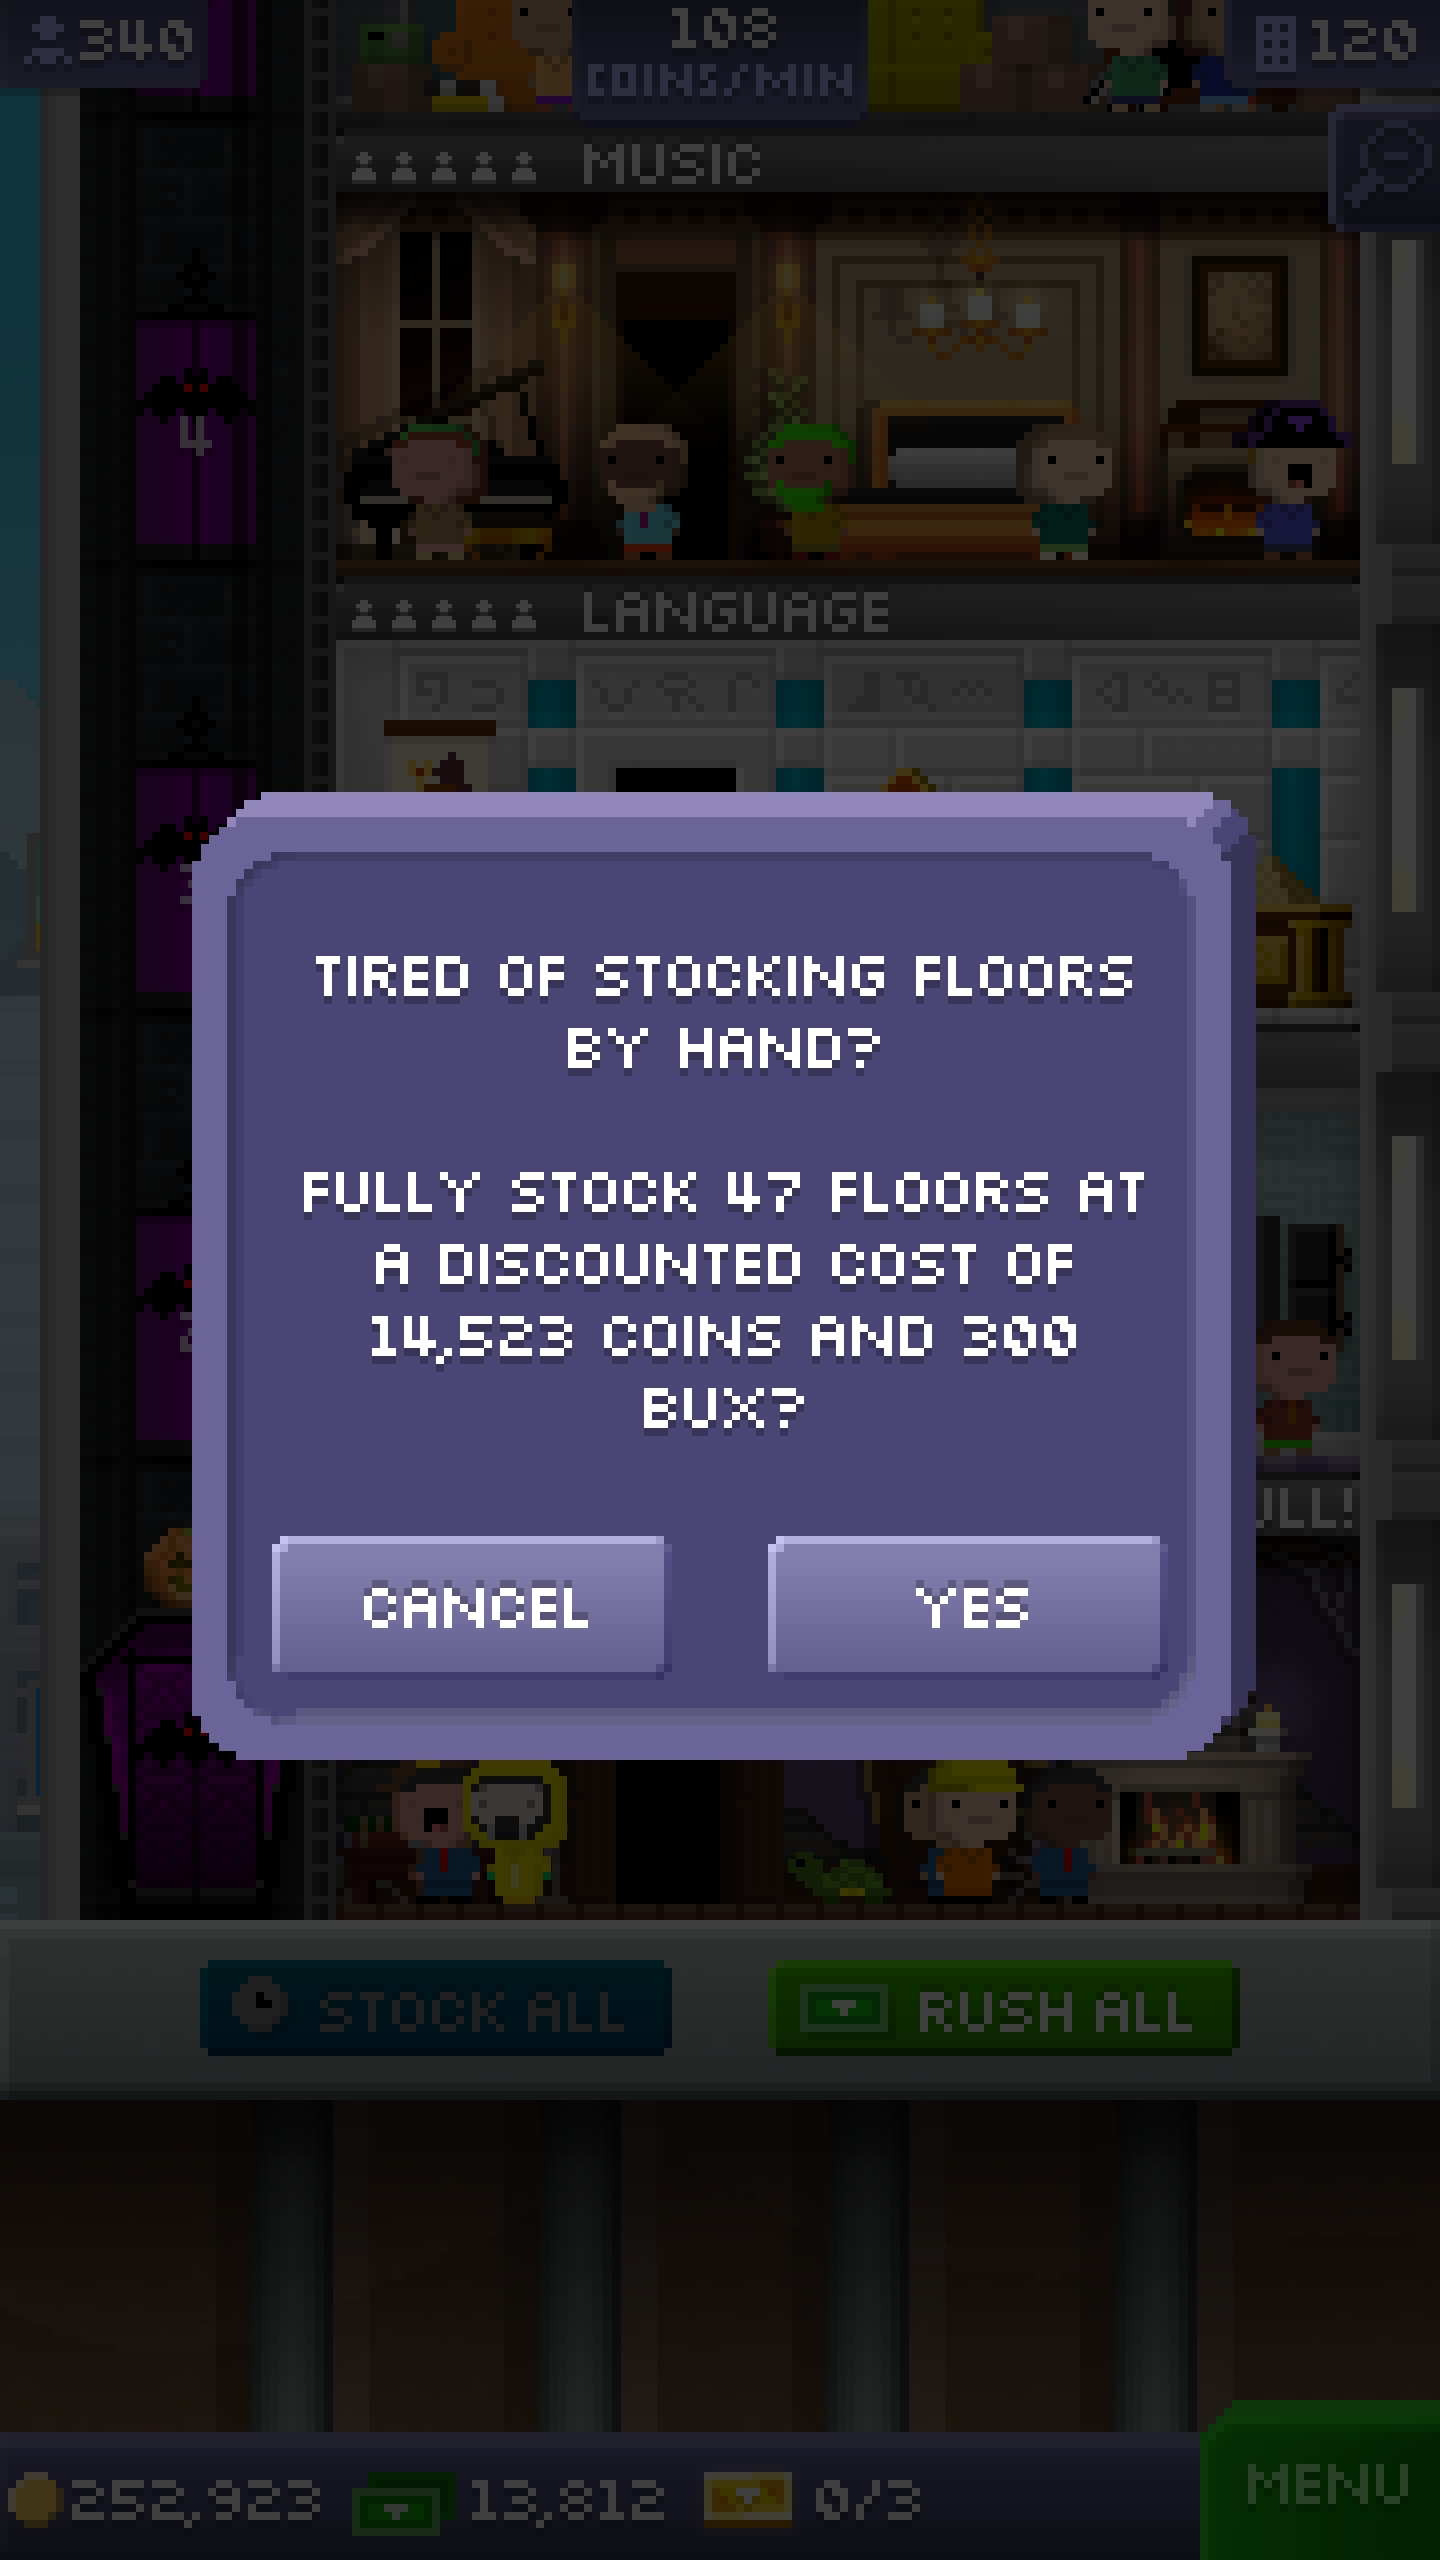 340
108
COINS/MIN
120
MUSIC
4
LANGUAGE
TIRED OF STOCKING FLOORS
BY HAND?
FULLY STOCK 47 FLOORS AT
A DISCOUNTED COST OF
14,523 COINS AND 300
BUX?
ULL!
CANCEL
YES
STOCK ALL
RUSH ALL
252,923
13,812
0/3
MENU